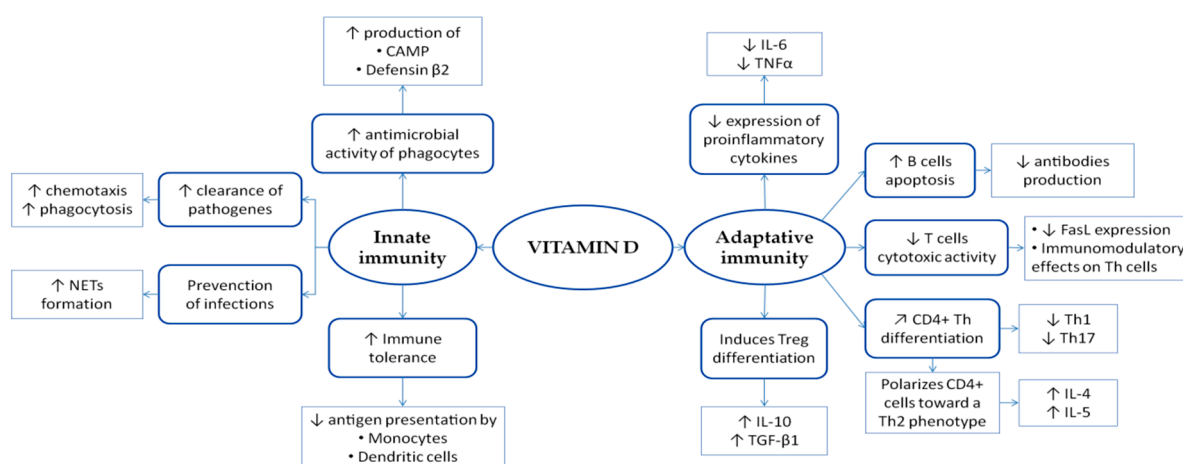 ↑ production of
• CAMP
• Defensin β2
↑ antimicrobial
activity of phagocytes
↑ chemotaxis
↑ phagocytosis
↑ clearance of
pathogenes
↑ NETs
formation
Prevenction
of infections
Innate
immunity
↑ Immune
tolerance
↓ antigen presentation by
• Monocytes
• Dendritic cells
VITAMIN D
Adaptative
immunity
↓ IL-6
↓ TNFα
↓ expression of
proinflammatory
cytokines
↑ B cells
apoptosis
↓ antibodies
production
↓ T cells
cytotoxic activity
• ↓ FasL expression
• Immunomodulatory
effects on Th cells
↗ CD4+ Th
differentiation
↓ Th1
↓ Th17
Polarizes CD4+
cells toward a
Th2 phenotype
↑ IL-4
↑ IL-5
Induces Treg
differentiation
↑ IL-10
↑ TGF-β1